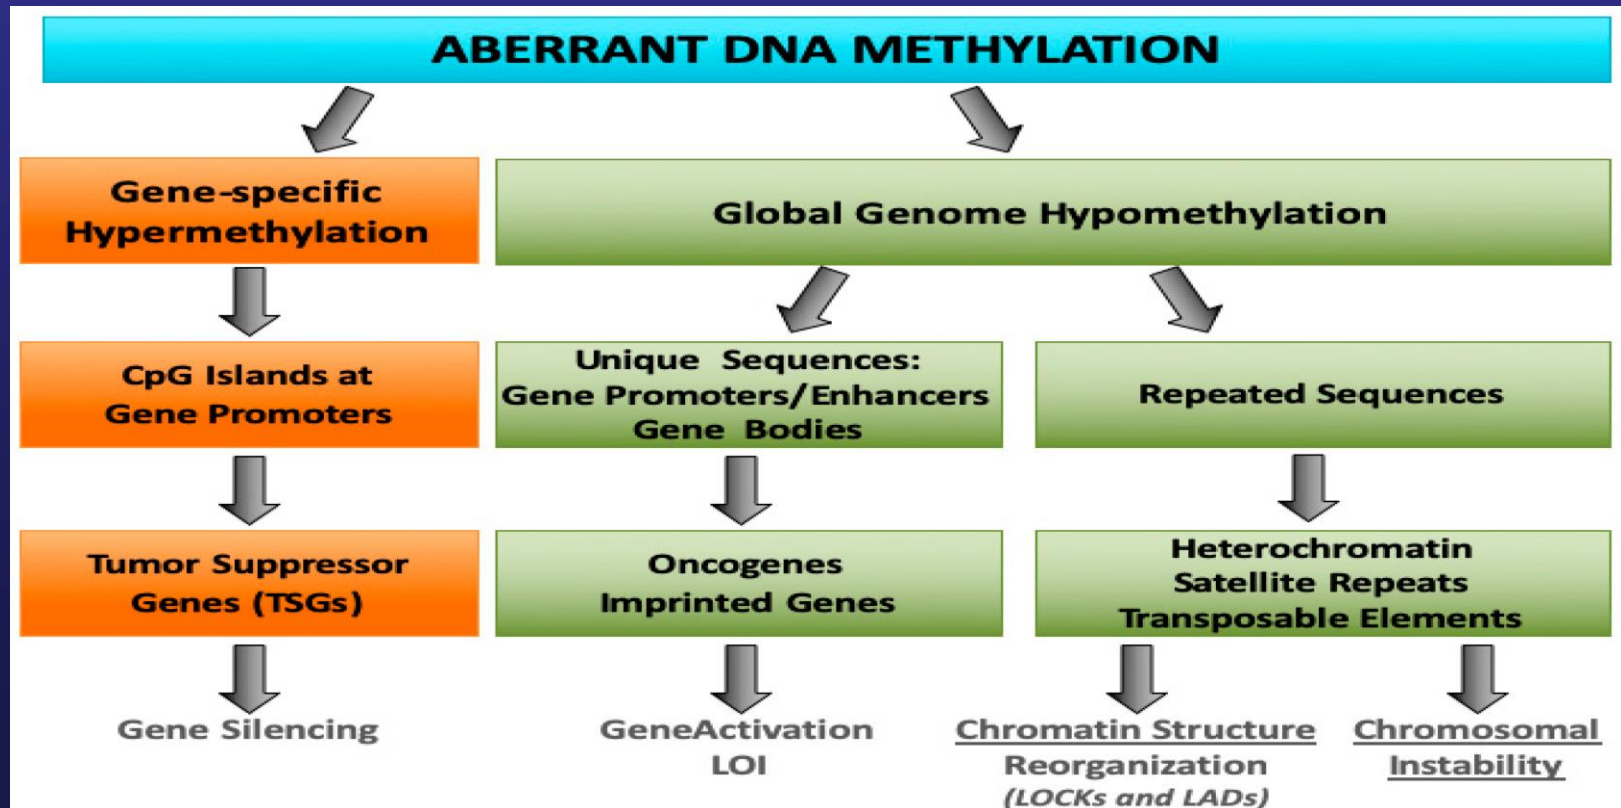 ABERRANT DNA METHYLATION
Gene-specific
Hypermethylation
Global Genome Hypomethylation
CpG Islands at
Gene Promoters
Unique Sequences:
Gene Promoters/Enhancers
Gene Bodies
Repeated Sequences
Tumor Suppressor
Genes (TSGs)
Oncogenes
Imprinted Genes
Heterochromatin
Satellite Repeats
Transposable Elements
Gene Silencing
GeneActivation
LOI
Chromatin Structure
Reorganization
(LOCKs and LADs)
Chromosomal
Instability